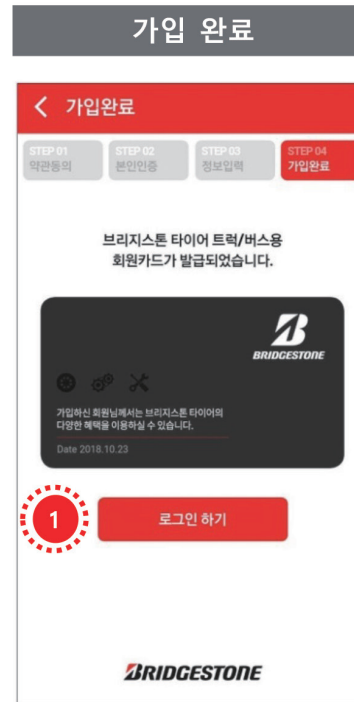 가입 완료
가입완료
STEP 01
약관동의
STEP 02
본인인증
STEP 03
정보입력
STEP 04
가입완료
브리지스톤 타이어 트럭/버스용
회원카드가 발급되었습니다.
BRIDGESTONE
가입하신 회원님께서는 브리지스톤 타이어의
다양한 혜택을 이용하실 수 있습니다.
Date 2018.10.23
1
로그인 하기
BRIDGESTONE